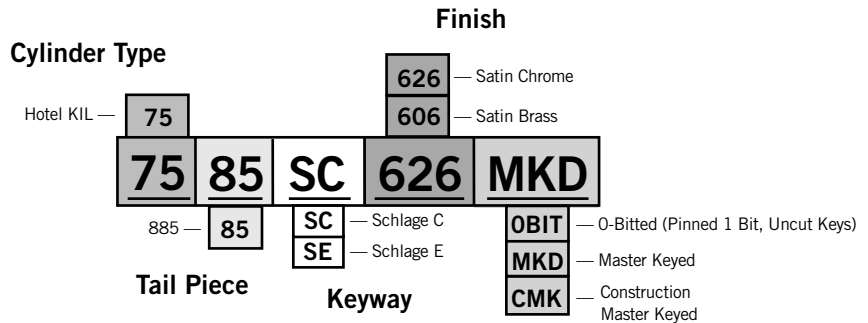 Finish
Cylinder Type
626 — Satin Chrome
Hotel KIL — 75
606 — Satin Brass
75 85 SC 626 MKD
885 — 85
SC — Schlage C
SE — Schlage E
0BIT — 0-Bitted (Pinned 1 Bit, Uncut Keys)
MKD — Master Keyed
CMK — Construction
Master Keyed
Tail Piece
Keyway